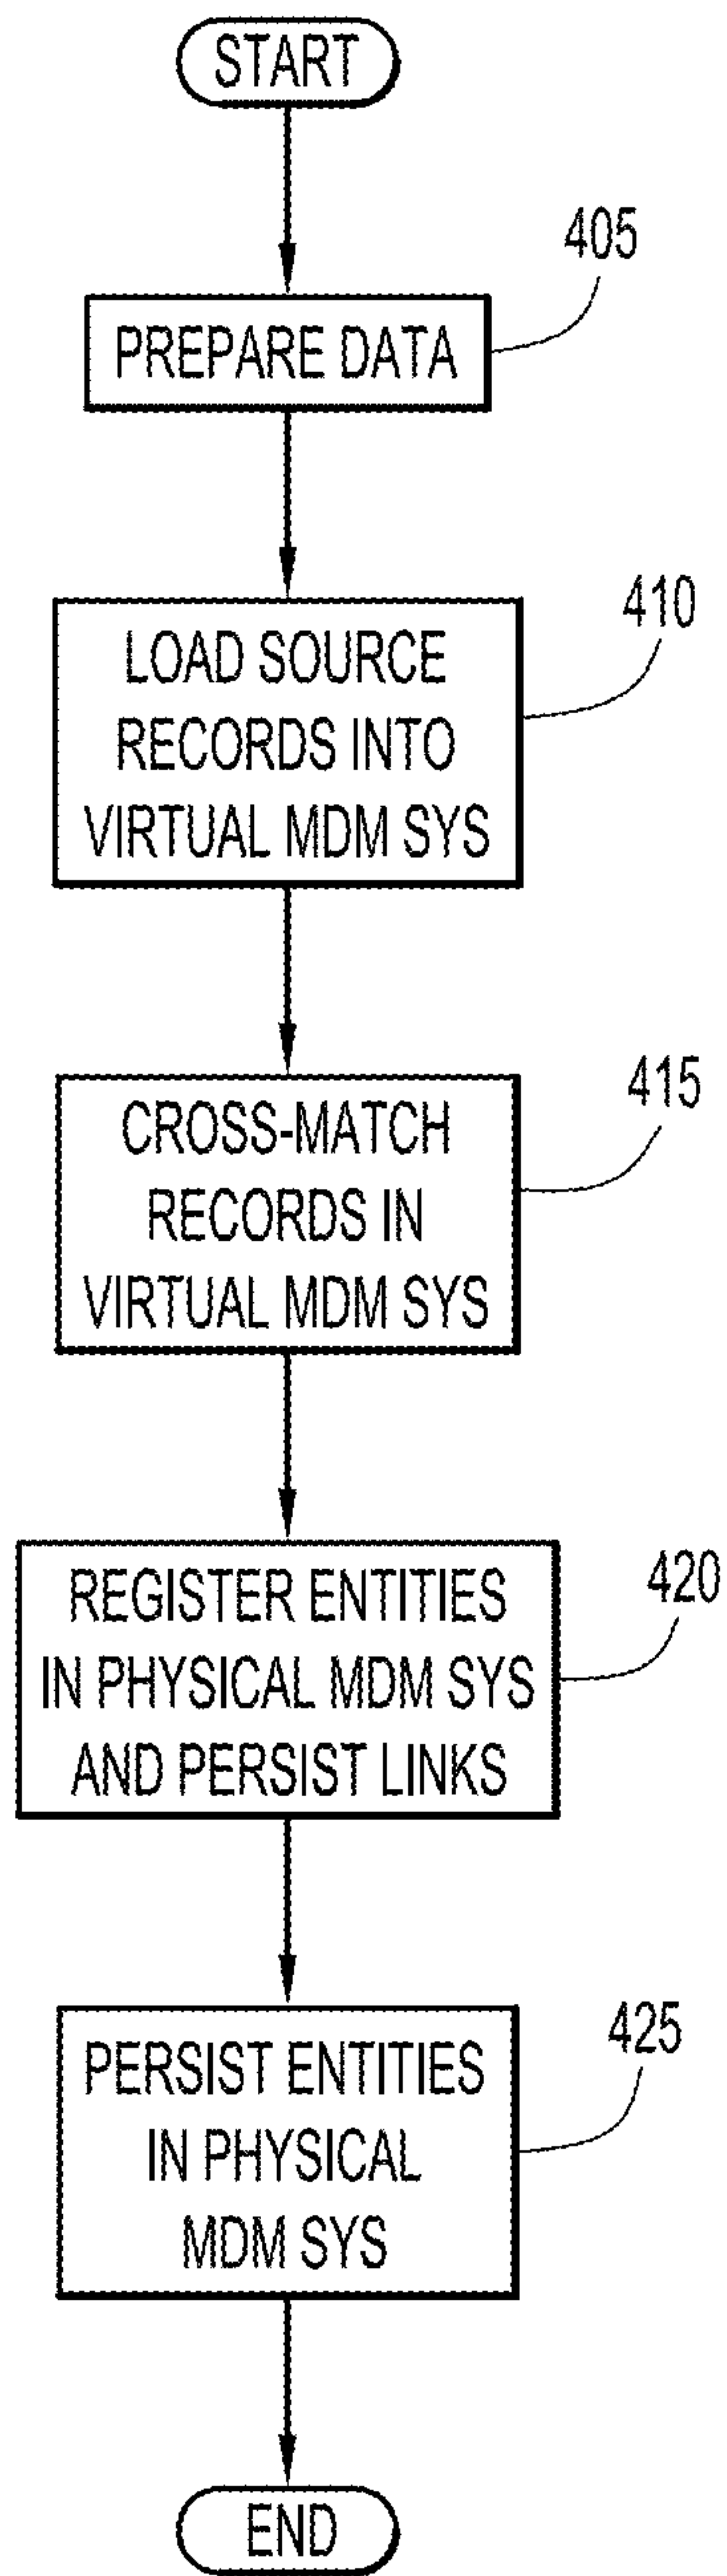 START
405
PREPARE DATA
410
LOAD SOURCE
RECORDS INTO
VIRTUAL MDM SYS
415
CROSS-MATCH
RECORDS IN
VIRTUAL MDM SYS
420
REGISTER ENTITIES
IN PHYSICAL MDM SYS
AND PERSIST LINKS
425
PERSIST ENTITIES
IN PHYSICAL
MDM SYS
END